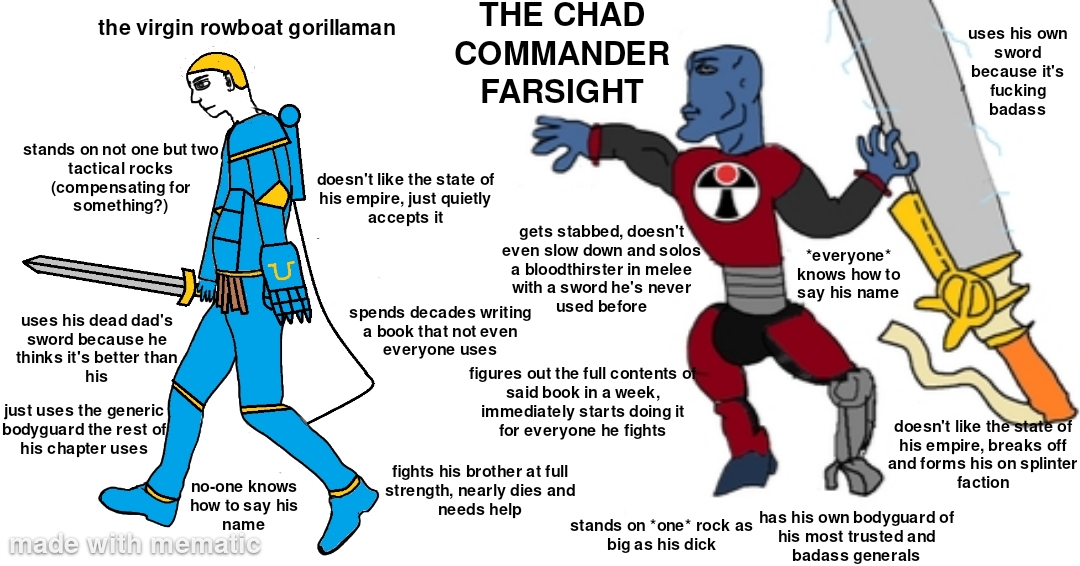 the virgin rowboat gorillaman
stands on not one but two
tactical rocks
(compensating for
something?)
doesn't like the state of
his empire, just quietly
accepts it
uses his dead dad's
sword because he
thinks it's better than
his
spends decades writing
a book that not even
everyone uses
just uses the generic
bodyguard the rest of
his chapter uses
no-one knows
how to say his
name
fights his brother at full
strength, nearly dies and
needs help
THE CHAD
COMMANDER
FARSIGHT
uses his own
sword
because it's
fucking
badass
gets stabbed, doesn't
even slow down and solos
a bloodthirster in melee
with a sword he's never
used before
*everyone*
knows how to
say his name
figures out the full contents of
said book in a week,
immediately starts doing it
for everyone he fights
doesn't like the state of
his empire, breaks off
and forms his on splinter
faction
stands on *one* rock as
big as his dick
has his own bodyguard of
his most trusted and
badass generals
made with mematic